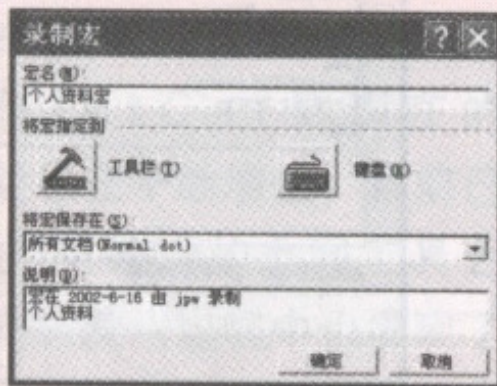 录制宏
宏名(M):
个人资料宏
将宏指定到
工具栏(T) 键盘(K)
将宏保存在(S):
所有文档(Normal.dot)
说明(D):
宏在 2002-6-16 由 jpw 录制
个人资料
确定 取消